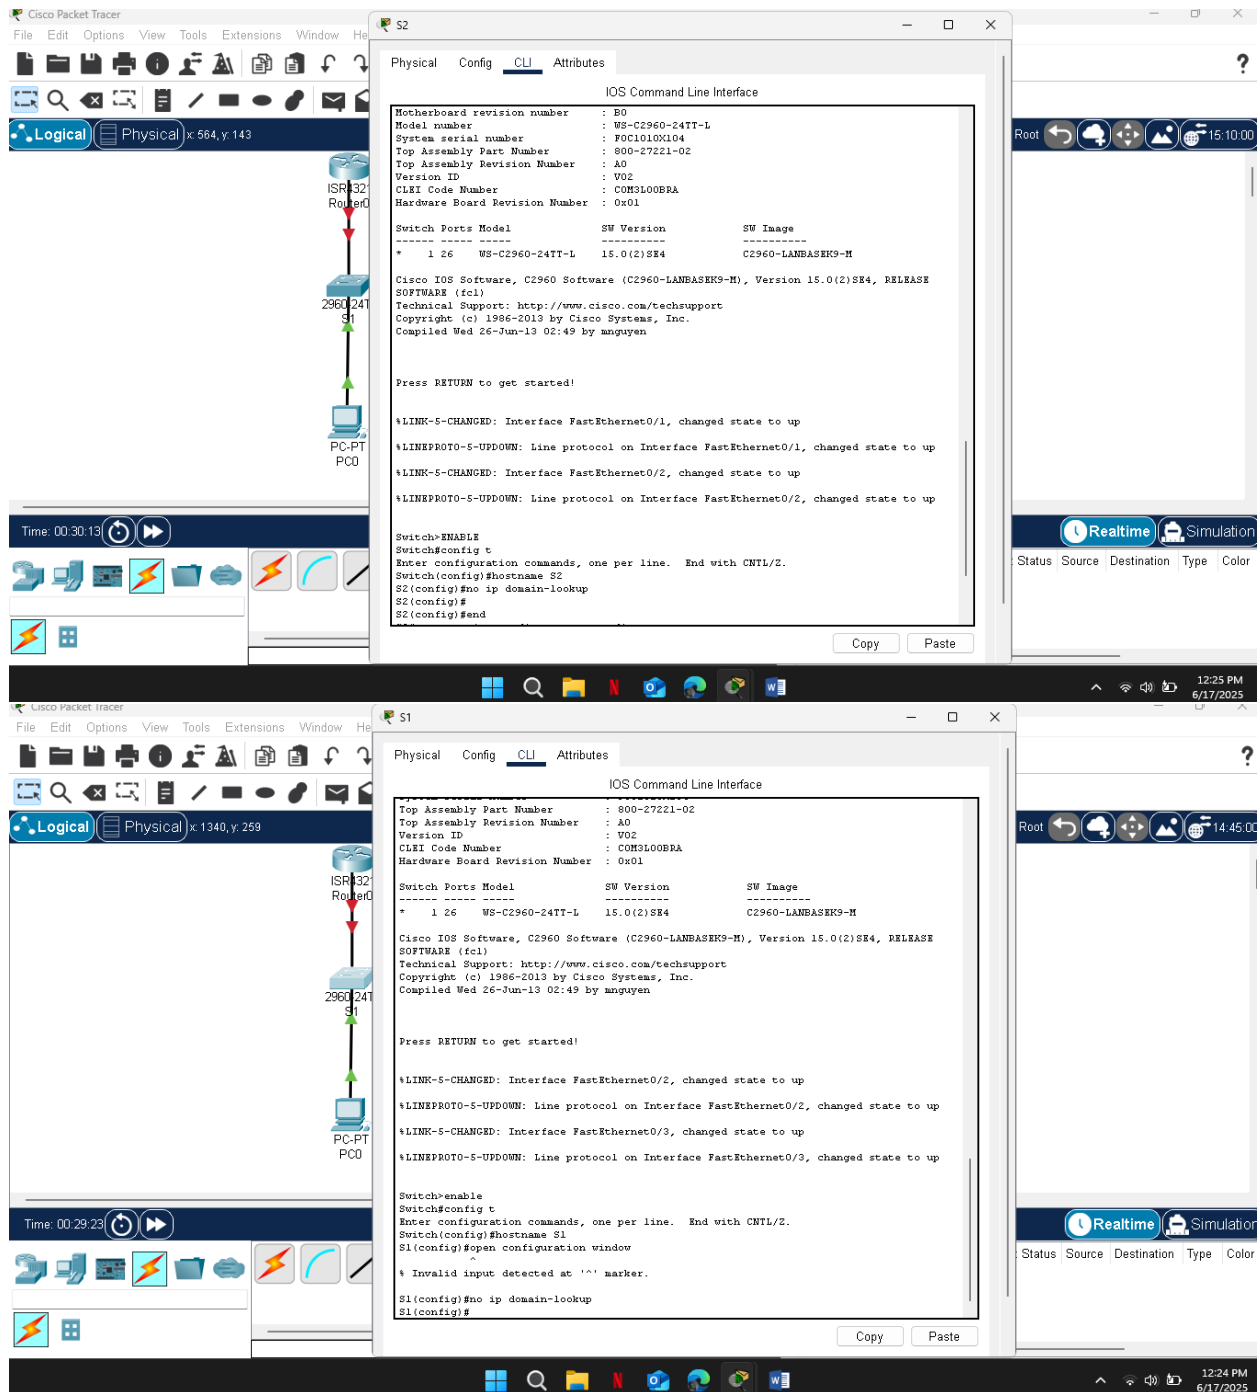 Cisco Packet Tracer
File Edit Options View Tools Extensions Window He
S2
Physical Config CLI Attributes
IOS Command Line Interface
?
Logical Physical x: 564, y: 143
Root 15:10:00
ISR432
Router0
2960-24T
S1
PC-PT
PC0
Motherboard revision number : B0
Model number : WS-C2960-24TT-L
System serial number : FOC1010X104
Top Assembly Part Number : 800-27221-02
Top Assembly Revision Number : A0
Version ID : V02
CLEI Code Number : COM3L00BRA
Hardware Board Revision Number : 0x01
Switch Ports Model SW Version SW Image
------ ----- ----- ---------- ----------
* 1 26 WS-C2960-24TT-L 15.0(2)SE4 C2960-LANBASEK9-M
Cisco IOS Software, C2960 Software (C2960-LANBASEK9-M), Version 15.0(2)SE4, RELEASE
SOFTWARE (fc1)
Technical Support: http://www.cisco.com/techsupport
Copyright (c) 1986-2013 by Cisco Systems, Inc.
Compiled Wed 26-Jun-13 02:49 by mnguyen
Press RETURN to get started!
%LINK-5-CHANGED: Interface FastEthernet0/1, changed state to up
%LINEPROTO-5-UPDOWN: Line protocol on Interface FastEthernet0/1, changed state to up
%LINK-5-CHANGED: Interface FastEthernet0/2, changed state to up
%LINEPROTO-5-UPDOWN: Line protocol on Interface FastEthernet0/2, changed state to up
Switch>ENABLE
Switch#config t
Enter configuration commands, one per line. End with CNTL/Z.
Switch(config)#hostname S2
S2(config)#no ip domain-lookup
S2(config)#
S2(config)#end
Copy Paste
Time: 00:30:13
Realtime Simulation
Status Source Destination Type Color
12:25 PM
6/17/2025
Cisco Packet Tracer
File Edit Options View Tools Extensions Window He
S1
Physical Config CLI Attributes
IOS Command Line Interface
?
Logical Physical x: 1340, y: 259
Root 14:45:00
ISR432
Router0
2960-24T
S1
PC-PT
PC0
Top Assembly Part Number : 800-27221-02
Top Assembly Revision Number : A0
Version ID : V02
CLEI Code Number : COM3L00BRA
Hardware Board Revision Number : 0x01
Switch Ports Model SW Version SW Image
------ ----- ----- ---------- ----------
* 1 26 WS-C2960-24TT-L 15.0(2)SE4 C2960-LANBASEK9-M
Cisco IOS Software, C2960 Software (C2960-LANBASEK9-M), Version 15.0(2)SE4, RELEASE
SOFTWARE (fc1)
Technical Support: http://www.cisco.com/techsupport
Copyright (c) 1986-2013 by Cisco Systems, Inc.
Compiled Wed 26-Jun-13 02:49 by mnguyen
Press RETURN to get started!
%LINK-5-CHANGED: Interface FastEthernet0/2, changed state to up
%LINEPROTO-5-UPDOWN: Line protocol on Interface FastEthernet0/2, changed state to up
%LINK-5-CHANGED: Interface FastEthernet0/3, changed state to up
%LINEPROTO-5-UPDOWN: Line protocol on Interface FastEthernet0/3, changed state to up
Switch>enable
Switch#config t
Enter configuration commands, one per line. End with CNTL/Z.
Switch(config)#hostname S1
S1(config)#open configuration window
^
% Invalid input detected at '^' marker.
S1(config)#no ip domain-lookup
S1(config)#
Copy Paste
Time: 00:29:23
Realtime Simulation
Status Source Destination Type Color
12:24 PM
6/17/2025